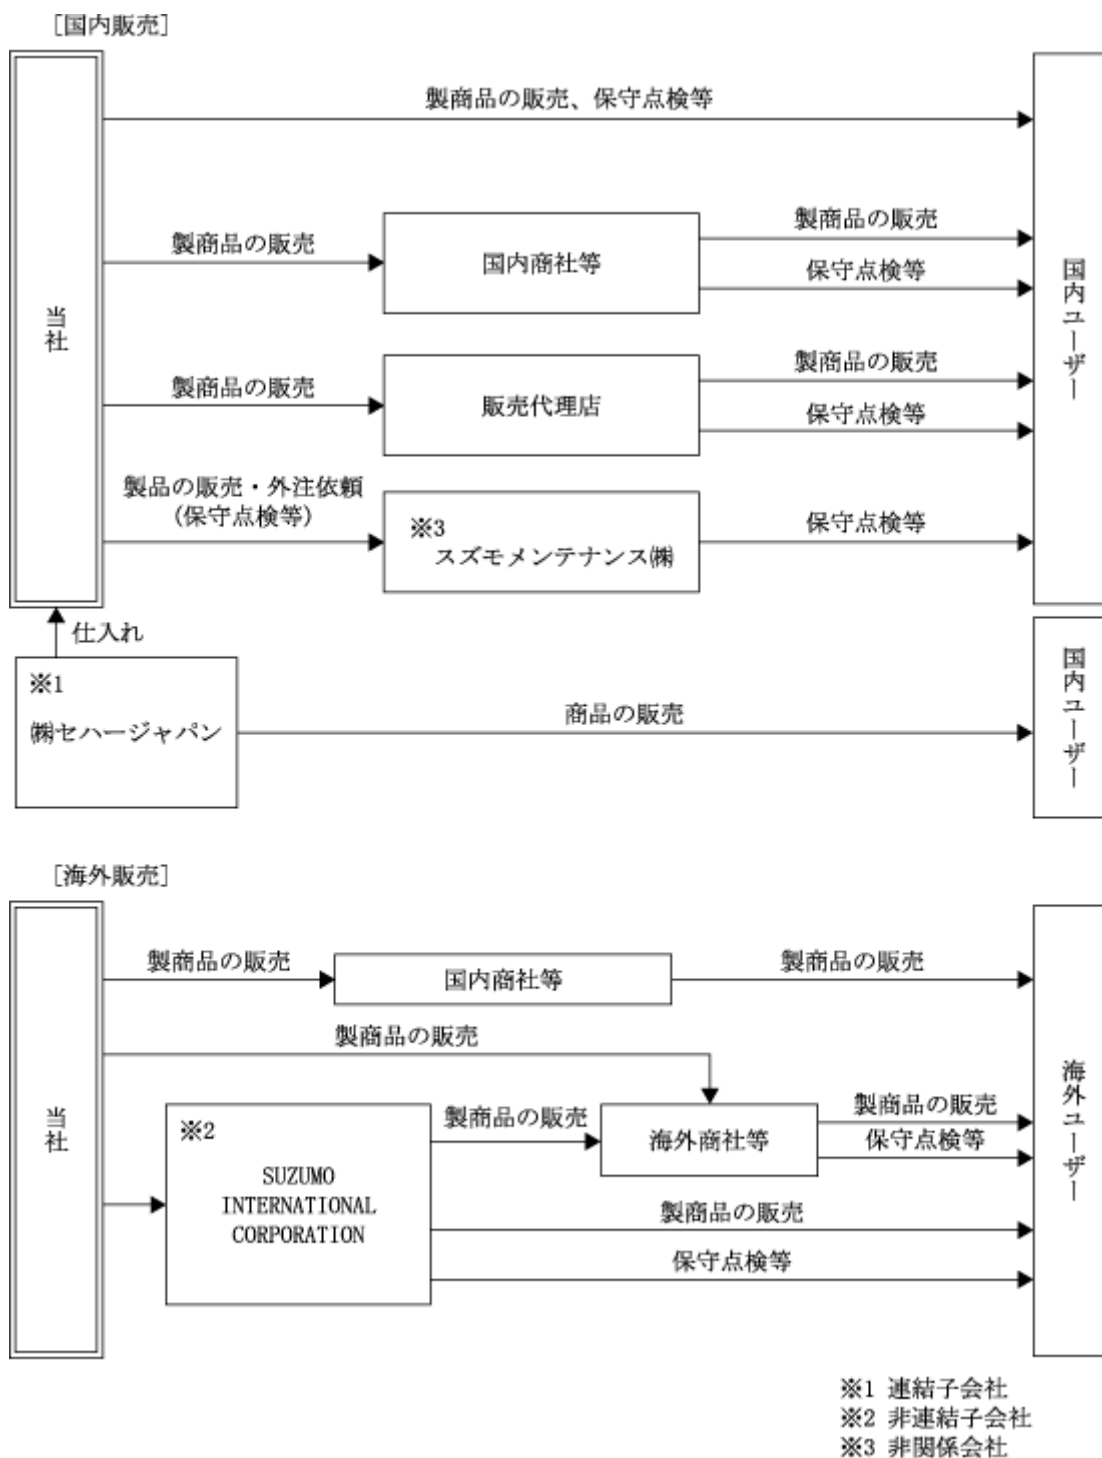 ［国内販売］
製商品の販売、保守点検等
製商品の販売
国内商社等
製商品の販売
保守点検等
当社
国内ユーザー
製商品の販売
販売代理店
製商品の販売
保守点検等
製品の販売・外注依頼
(保守点検等)
※3
スズモメンテナンス㈱
保守点検等
仕入れ
※1
㈱セハージャパン
商品の販売
国内ユーザー
［海外販売］
製商品の販売
国内商社等
製商品の販売
製商品の販売
当社
海外ユーザー
※2
SUZUMO
INTERNATIONAL
CORPORATION
製商品の販売
海外商社等
製商品の販売
保守点検等
製商品の販売
保守点検等
※1 連結子会社
※2 非連結子会社
※3 非関係会社